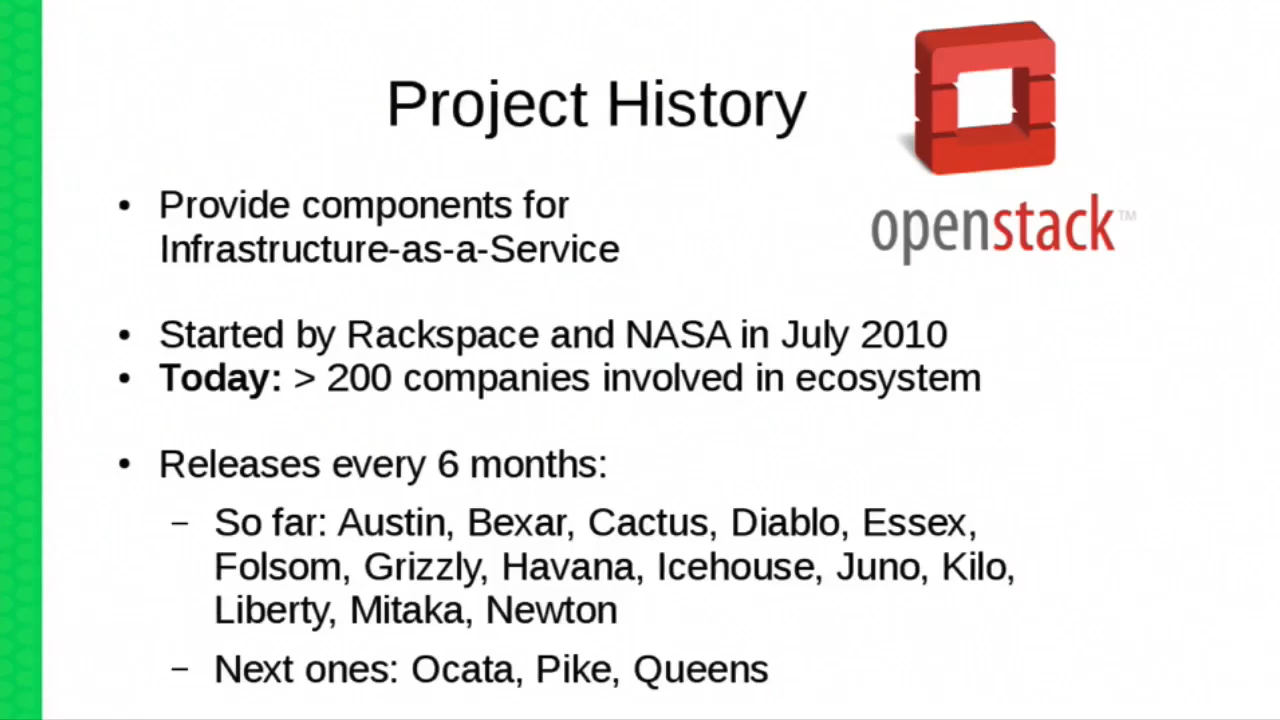 Project History
openstack™
• Provide components for
Infrastructure-as-a-Service
• Started by Rackspace and NASA in July 2010
• Today: > 200 companies involved in ecosystem
• Releases every 6 months:
– So far: Austin, Bexar, Cactus, Diablo, Essex,
Folsom, Grizzly, Havana, Icehouse, Juno, Kilo,
Liberty, Mitaka, Newton
– Next ones: Ocata, Pike, Queens